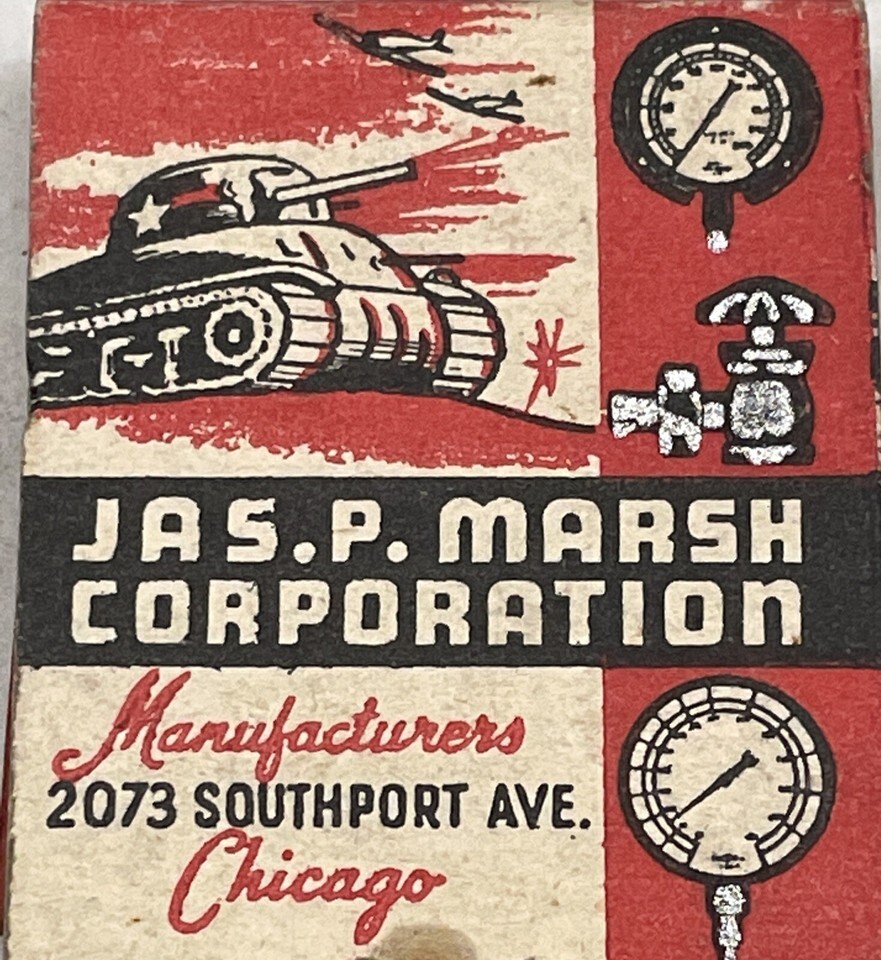 JAS. P. MARSH
CORPORATION
Manufacturers
2073 SOUTHPORT AVE.
Chicago